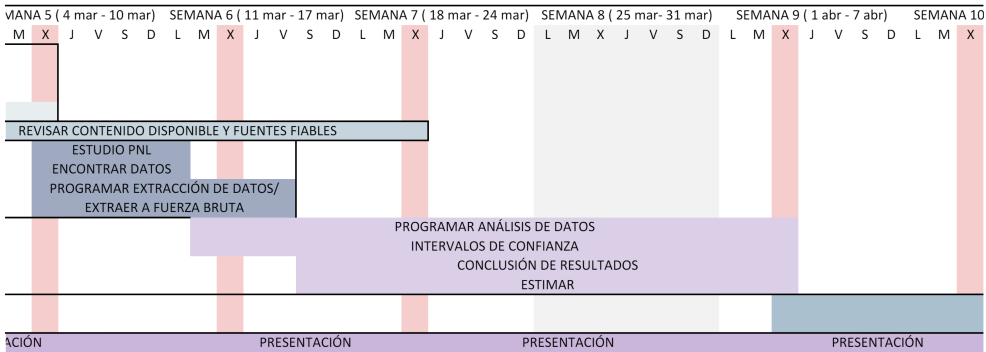 MANA 5 ( 4 mar - 10 mar) SEMANA 6 ( 11 mar - 17 mar) SEMANA 7 ( 18 mar - 24 mar) SEMANA 8 ( 25 mar- 31 mar) SEMANA 9 ( 1 abr - 7 abr) SEMANA 10
M X J V S D L M X J V S D L M X J V S D L M X J V S D L M X J V S D L M X
REVISAR CONTENIDO DISPONIBLE Y FUENTES FIABLES
ESTUDIO PNL
ENCONTRAR DATOS
PROGRAMAR EXTRACCIÓN DE DATOS/
EXTRAER A FUERZA BRUTA
PROGRAMAR ANÁLISIS DE DATOS
INTERVALOS DE CONFIANZA
CONCLUSIÓN DE RESULTADOS
ESTIMAR
ACIÓN PRESENTACIÓN PRESENTACIÓN PRESENTACIÓN